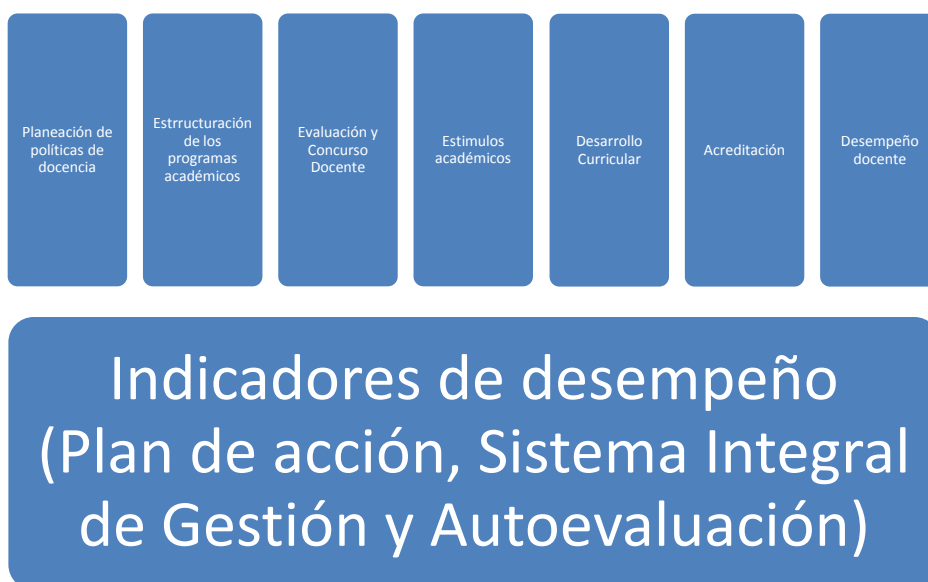 Planeación de
políticas de
docencia
Estrructuración
de los
programas
académicos
Evaluación y
Concurso
Docente
Estimulos
académicos
Desarrollo
Curricular
Acreditación
Desempeño
docente
Indicadores de desempeño
(Plan de acción, Sistema Integral
de Gestión y Autoevaluación)